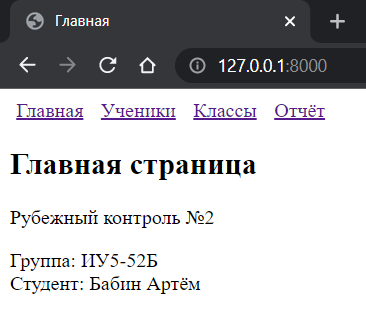 Главная
127.0.0.1:8000
Главная Ученики Классы Отчёт
Главная страница
Рубежный контроль №2
Группа: ИУ5-52Б
Студент: Бабин Артём